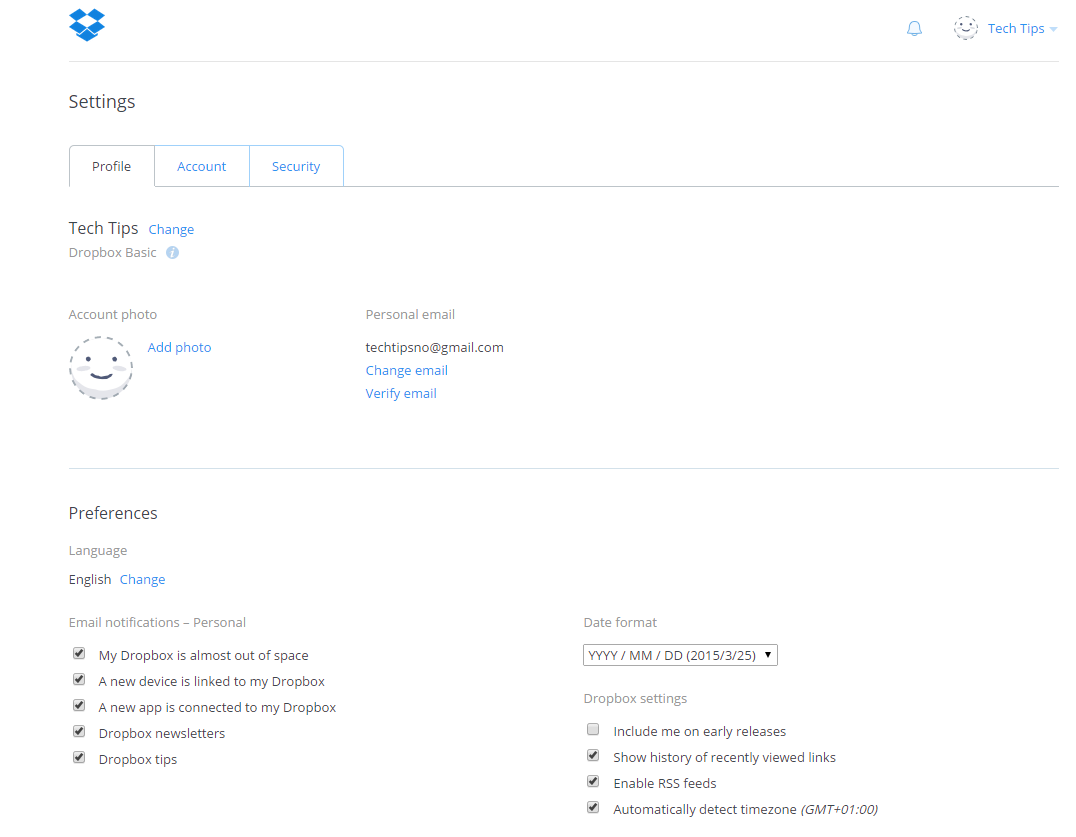 Tech Tips
Settings
Profile Account Security
Tech Tips Change
Dropbox Basic i
Account photo
Add photo
Personal email
techtipsno@gmail.com
Change email
Verify email
Preferences
Language
English Change
Email notifications – Personal
My Dropbox is almost out of space
A new device is linked to my Dropbox
A new app is connected to my Dropbox
Dropbox newsletters
Dropbox tips
Date format
YYYY / MM / DD (2015/3/25)
Dropbox settings
Include me on early releases
Show history of recently viewed links
Enable RSS feeds
Automatically detect timezone (GMT+01:00)